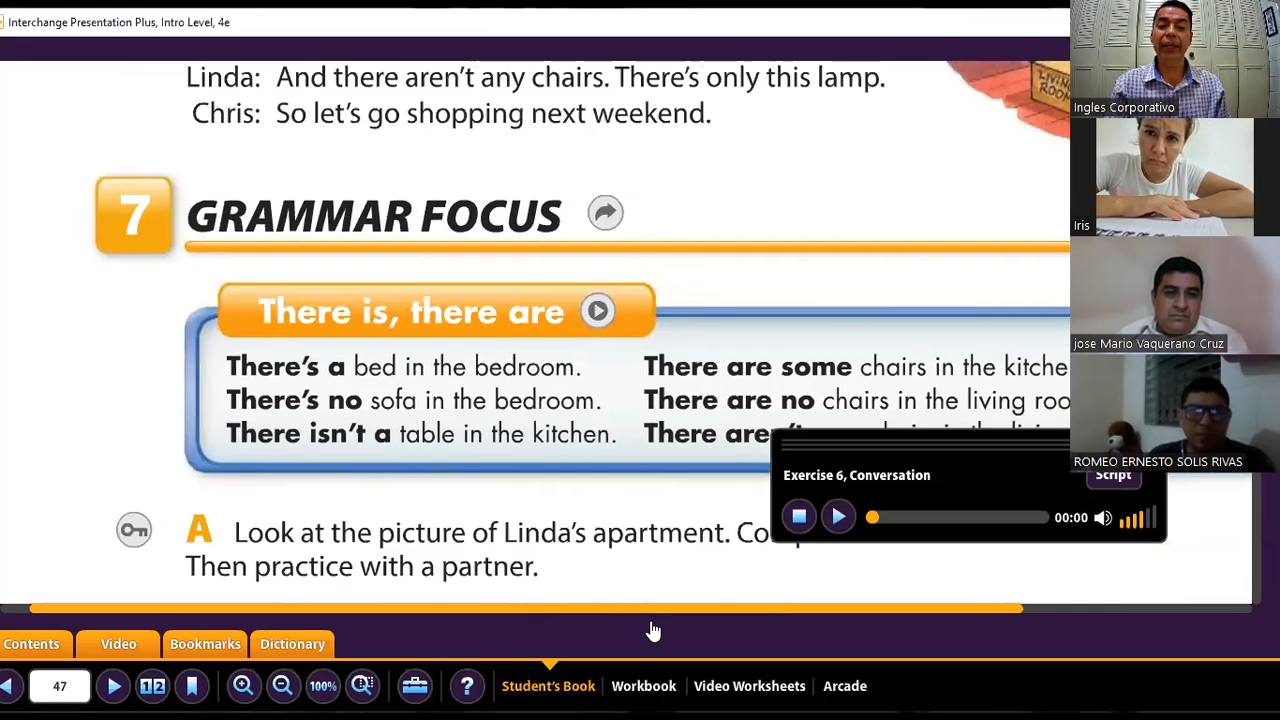 Interchange Presentation Plus, Intro Level, 4e
Linda: And there aren't any chairs. There's only this lamp.
Chris: So let's go shopping next weekend.
LIVING
ROOM
7 GRAMMAR FOCUS
There is, there are
There's a bed in the bedroom.
There's no sofa in the bedroom.
There isn't a table in the kitchen.
There are some chairs in the kitche
There are no chairs in the living roo
There
Exercise 6, Conversation
Script
00:00
A Look at the picture of Linda's apartment.
Then practice with a partner.
Contents
Video
Bookmarks
Dictionary
47
12
100%
?
Student's Book
Workbook
Video Worksheets
Arcade
Ingles Corporativo
Iris
jose Mario Vaquerano Cruz
ROMEO ERNESTO SOLIS RIVAS